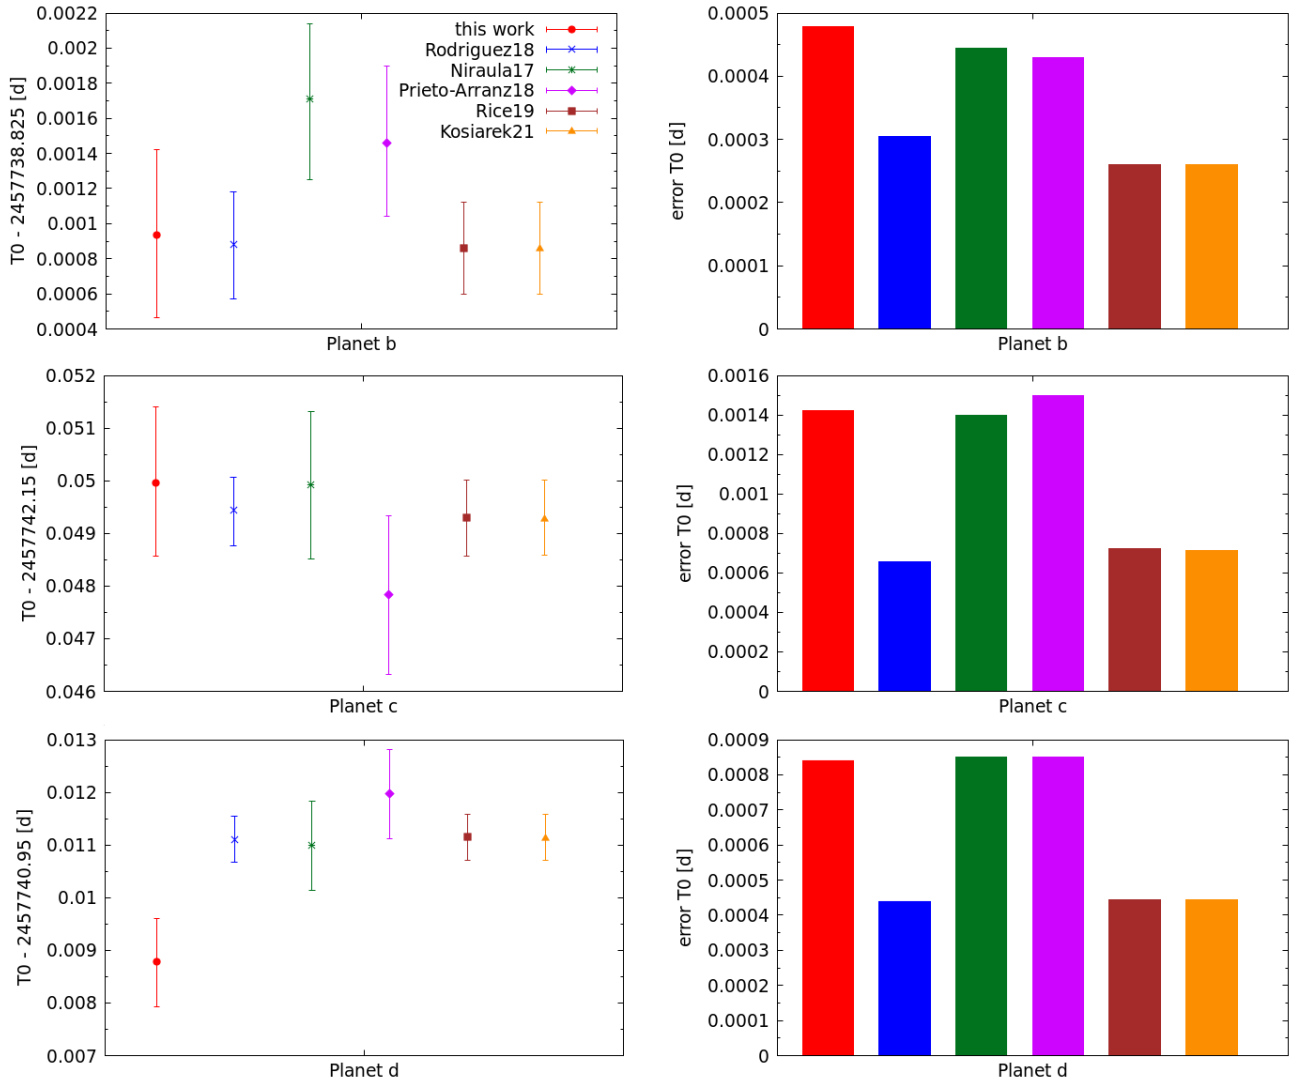 T0 - 2457738.825 [d]
0.0022
0.002
0.0018
0.0016
0.0014
0.0012
0.001
0.0008
0.0006
0.0004
this work
Rodriguez18
Niraula17
Prieto-Arranz18
Rice19
Kosiarek21
Planet b
error T0 [d]
0.0005
0.0004
0.0003
0.0002
0.0001
0
Planet b
T0 - 2457742.15 [d]
0.052
0.051
0.05
0.049
0.048
0.047
0.046
Planet c
error T0 [d]
0.0016
0.0014
0.0012
0.001
0.0008
0.0006
0.0004
0.0002
0
Planet c
T0 - 2457740.95 [d]
0.013
0.012
0.011
0.01
0.009
0.008
0.007
Planet d
error T0 [d]
0.0009
0.0008
0.0007
0.0006
0.0005
0.0004
0.0003
0.0002
0.0001
0
Planet d